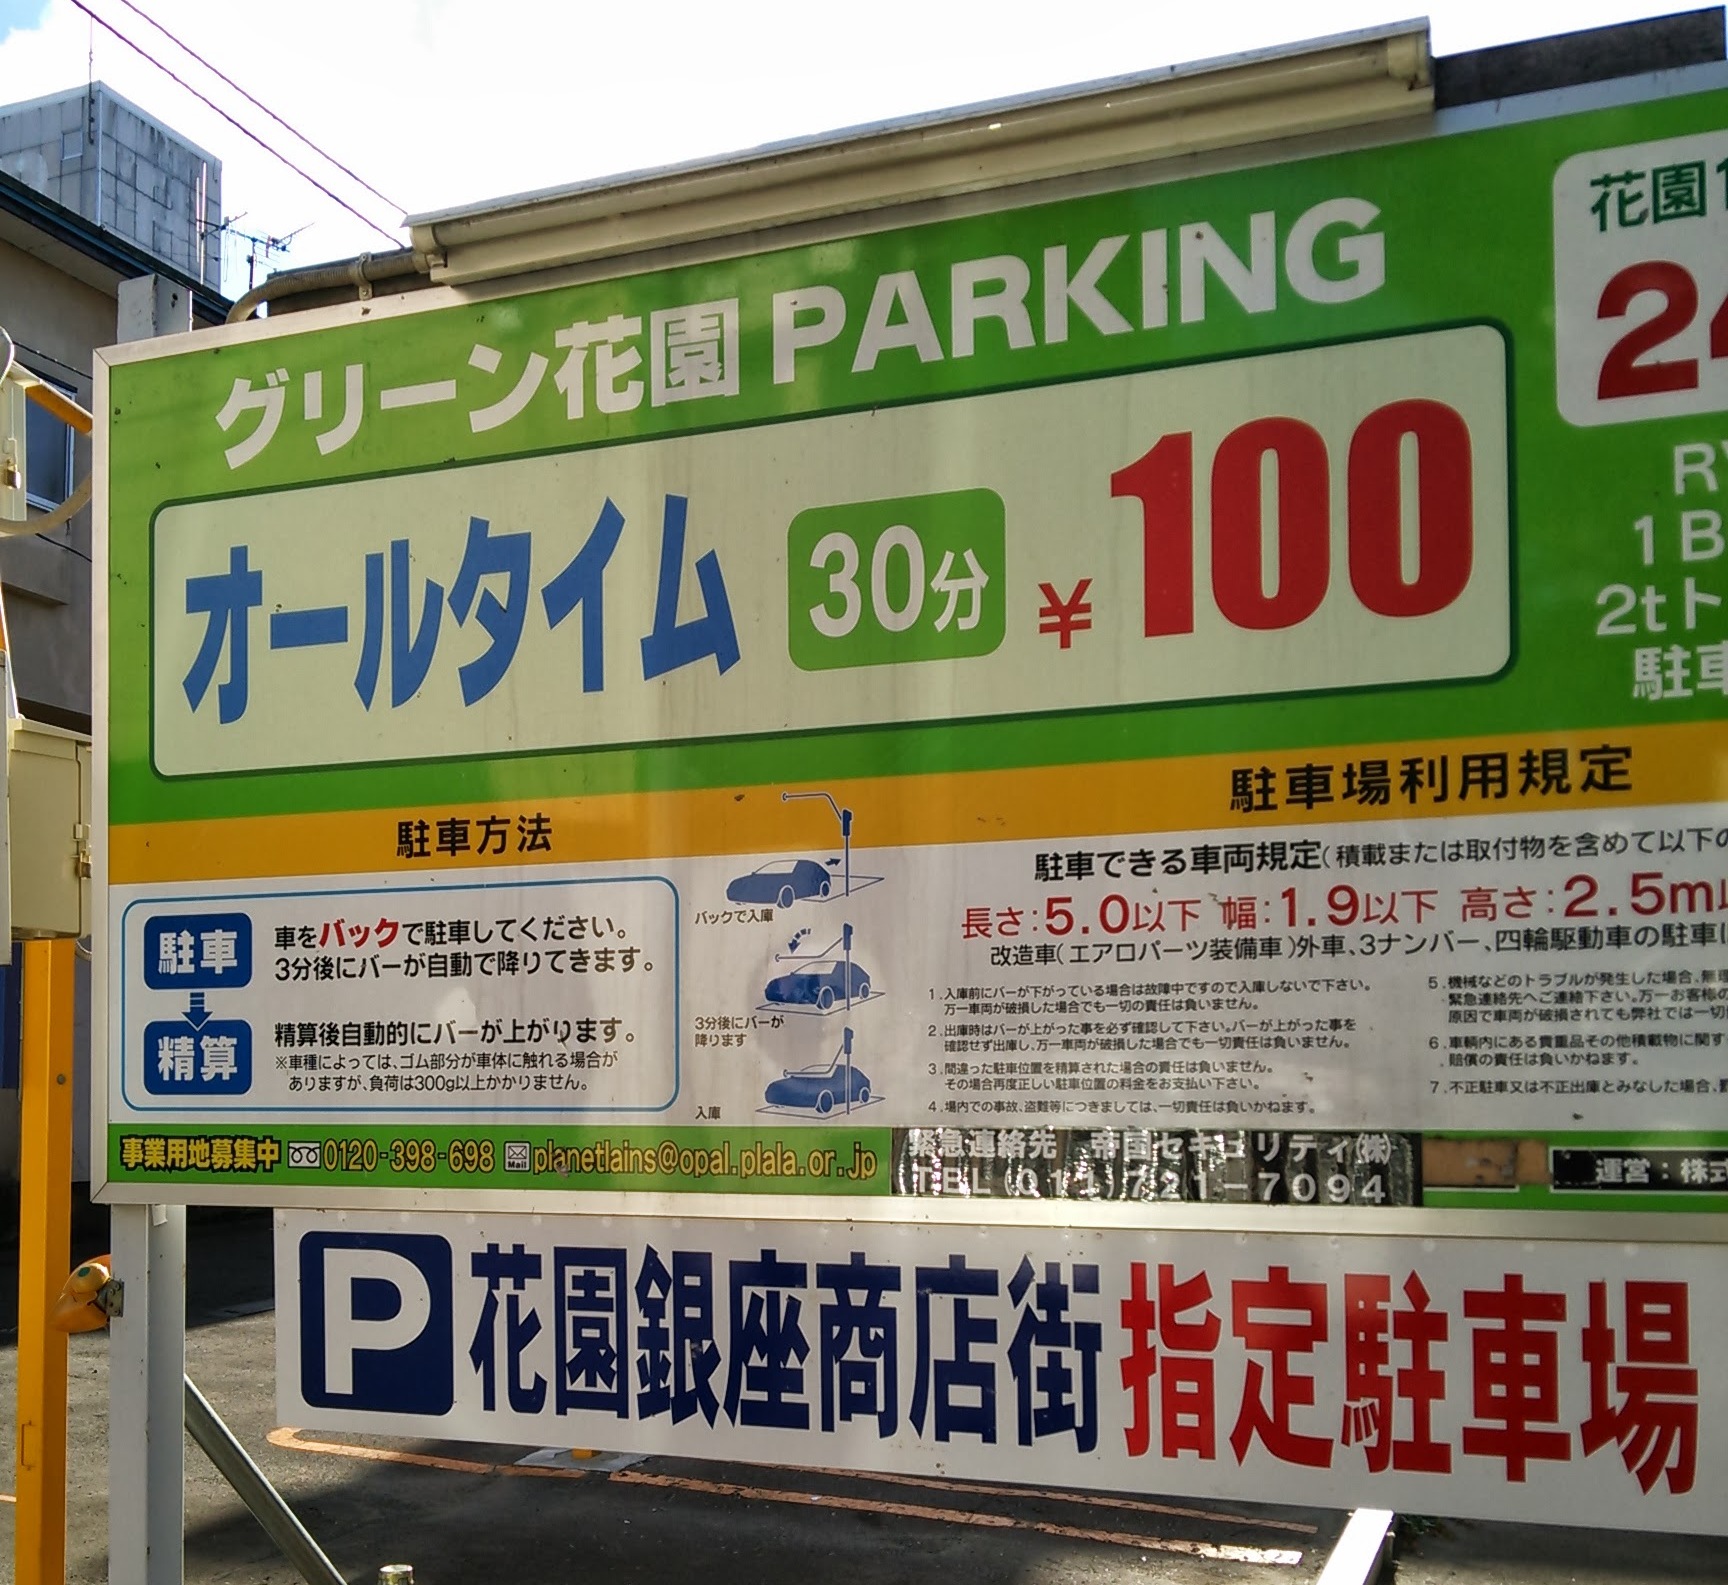 グリーン花園 PARKING
オールタイム 30分 ¥100
花園
駐車
駐車方法
駐車 車をバックで駐車してください。
3分後にバーが自動で降りてきます。
精算 精算後自動的にバーが上がります。
※車種によっては、ゴム部分が車体に触れる場合が
ありますが、負荷は300g以上かかりません。
バックで入庫
3分後にバーが
降ります
入庫
駐車場利用規定
駐車できる車両規定(積載または取付物を含めて以下の
長さ:5.0以下 幅:1.9以下 高さ:2.5m以
改造車(エアロパーツ装備車)外車、3ナンバー、四輪駆動車の駐車に
1.入庫前にバーが下がっている場合は故障中ですので入庫しないで下さい。
万一車両が破損した場合でも一切の責任は負いません。
2.出庫時はバーが上がった事を必ず確認して下さい。バーが上がった事を
確認せず出庫し、万一車両が破損した場合でも一切責任は負いません。
3.間違った駐車位置を精算された場合の責任は負いません。
その場合再度正しい駐車位置の料金をお支払い下さい。
4.場内での事故、盗難等につきましては、一切責任は負いかねます。
5.機械などのトラブルが発生した場合、無理
緊急連絡先へご連絡下さい。万一お客様の
原因で車両が破損されても弊社では一切
6.車輌内にある貴重品その他積載物に関す
賠償の責任は負いかねます。
7.不正駐車又は不正出庫とみなした場合、
事業用地募集中 0120-398-698 Mail planetlains@opal.plala.or.jp
緊急連絡先 帝国セキュリティ(株)
TEL(011)721-7094
運営:株式
P 花園銀座商店街指定駐車場